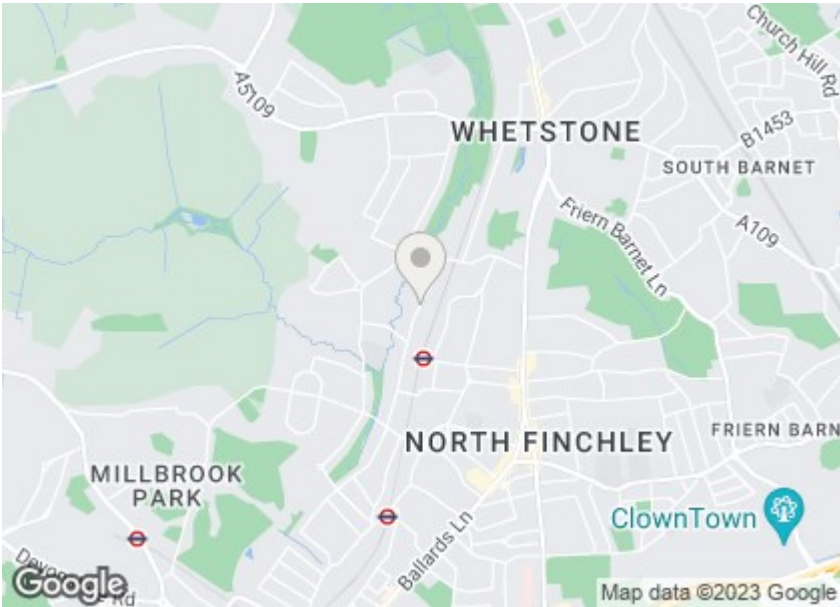 Church Hill Rd
A5109
WHETSTONE
B1453
SOUTH BARNET
Friern Barnet Ln
A109
NORTH FINCHLEY
FRIERN BARN
MILLBROOK
PARK
ClownTown
Ballards Ln
Rd
Google
Map data ©2023 Google